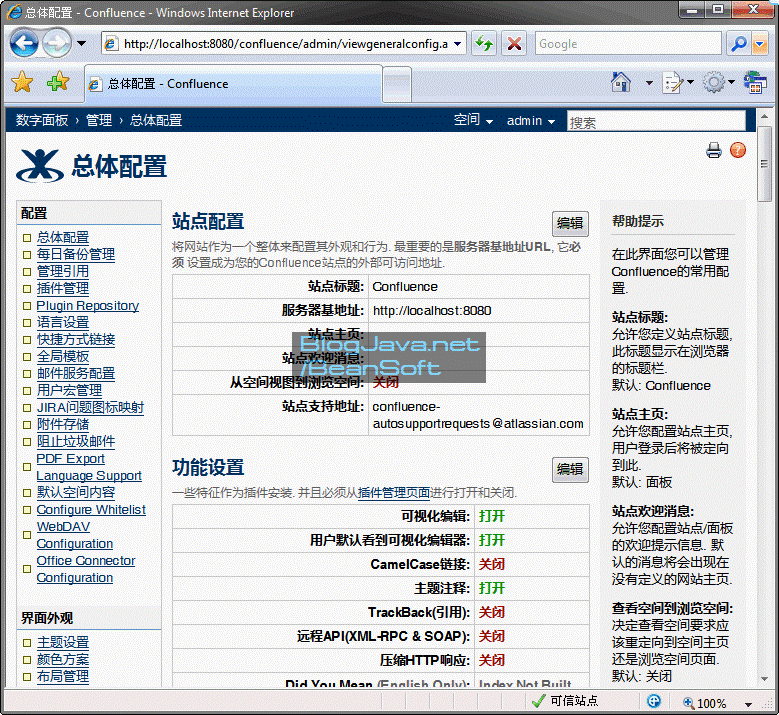 总体配置 - Confluence - Windows Internet Explorer
http://localhost:8080/confluence/admin/viewgeneralconfig.a
Google
总体配置 - Confluence
数字面板 › 管理 › 总体配置
空间
admin
搜索
总体配置
配置
总体配置
每日备份管理
管理引用
插件管理
Plugin Repository
语言设置
快捷方式链接
全局模板
邮件服务配置
用户宏管理
JIRA问题图标映射
附件存储
阻止垃圾邮件
PDF Export
Language Support
默认空间内容
Configure Whitelist
WebDAV
Configuration
Office Connector
Configuration
界面外观
主题设置
颜色方案
布局管理
站点配置
编辑
将网站作为一个整体来配置其外观和行为. 最重要的是服务器基地址URL, 它必
须 设置成为您的Confluence站点的外部可访问地址.
站点标题: Confluence
服务器基地址: http://localhost:8080
站点主页:
站点欢迎消息:
从空间视图到浏览空间: 关闭
站点支持地址: confluence-
autosupportrequests@atlassian.com
BlogJava.net
/BeanSoft
功能设置
编辑
一些特征作为插件安装. 并且必须从插件管理页面进行打开和关闭.
可视化编辑: 打开
用户默认看到可视化编辑器: 打开
CamelCase链接: 关闭
主题注释: 打开
TrackBack(引用): 关闭
远程API(XML-RPC & SOAP): 关闭
压缩HTTP响应: 关闭
Did You Mean (English Only): Index Not Built
帮助提示
在此界面您可以管理
Confluence的常用配
置.
站点标题:
允许您定义站点标题,
此标题显示在浏览器
的标题栏.
默认: Confluence
站点主页:
允许您配置站点主页,
用户登录后将被定向
到此.
默认: 面板
站点欢迎消息:
允许您配置站点/面板
的欢迎提示信息. 默
认的消息将会出现在
没有定义的网站主页.
查看空间到浏览空间:
决定查看空间要求应
该重定向到空间主页
还是浏览空间页面.
默认: 关闭
可信站点
100%